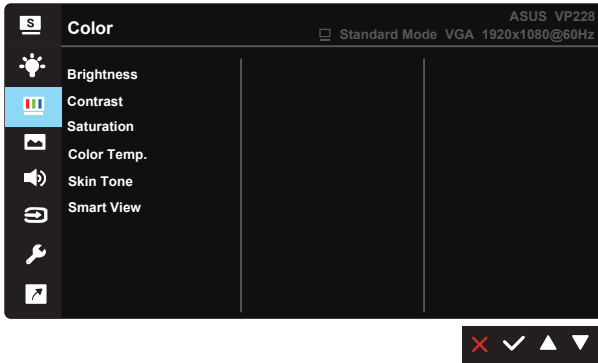 S
Color
ASUS VP228
Standard Mode VGA 1920x1080@60Hz
Brightness
Contrast
Saturation
Color Temp.
Skin Tone
Smart View